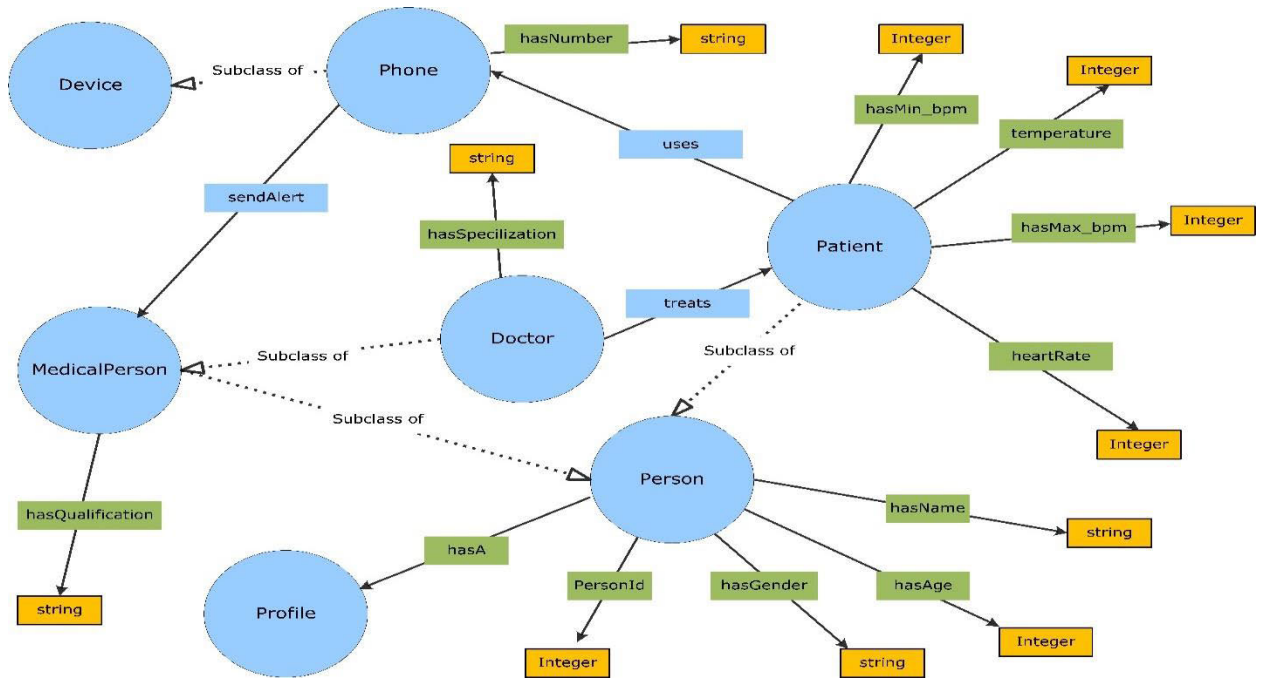 hasNumber
string
Integer
Integer
Device
Subclass of
Phone
hasMin_bpm
temperature
uses
string
sendAlert
Integer
hasSpecilization
Patient
hasMax_bpm
treats
Doctor
Subclass of
Subclass of
heartRate
MedicalPerson
Subclass of
Integer
Person
hasQualification
hasName
string
hasA
PersonId
hasGender
hasAge
string
Profile
Integer
string
Integer